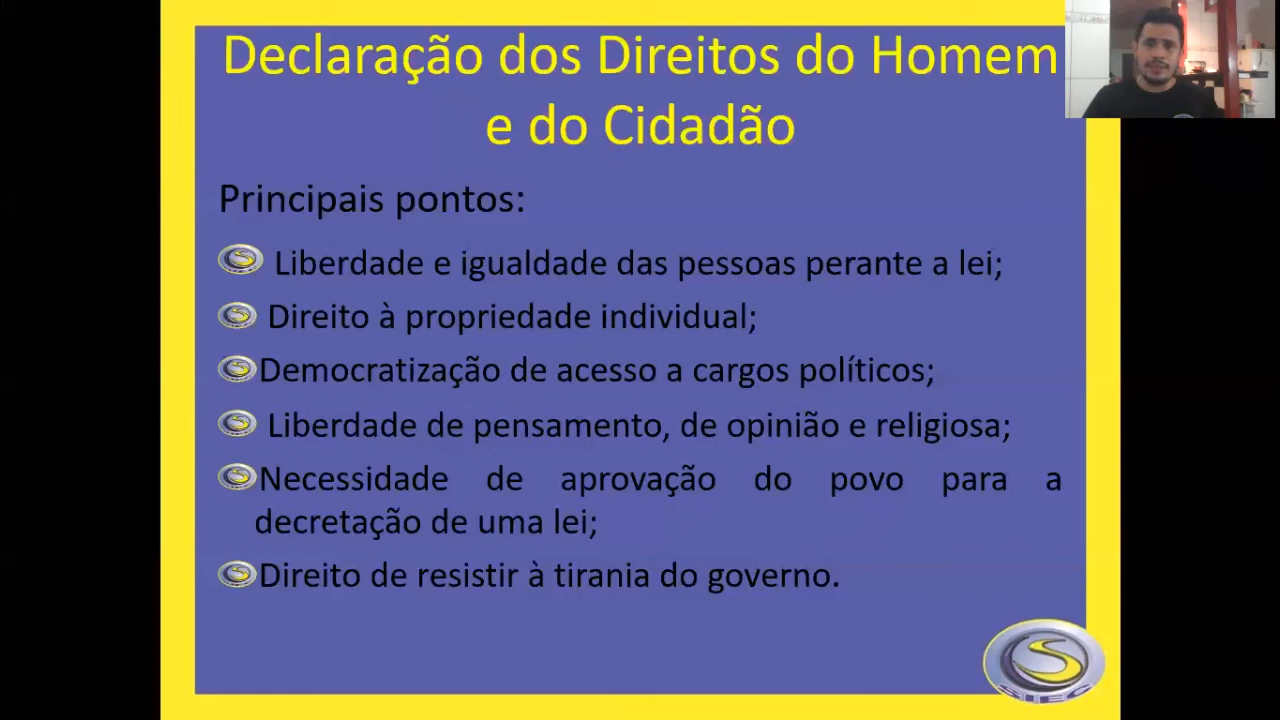 Declaração dos Direitos do Homem
e do Cidadão
Principais pontos:
Liberdade e igualdade das pessoas perante a lei;
Direito à propriedade individual;
Democratização de acesso a cargos políticos;
Liberdade de pensamento, de opinião e religiosa;
Necessidade de aprovação do povo para a
decretação de uma lei;
Direito de resistir à tirania do governo.